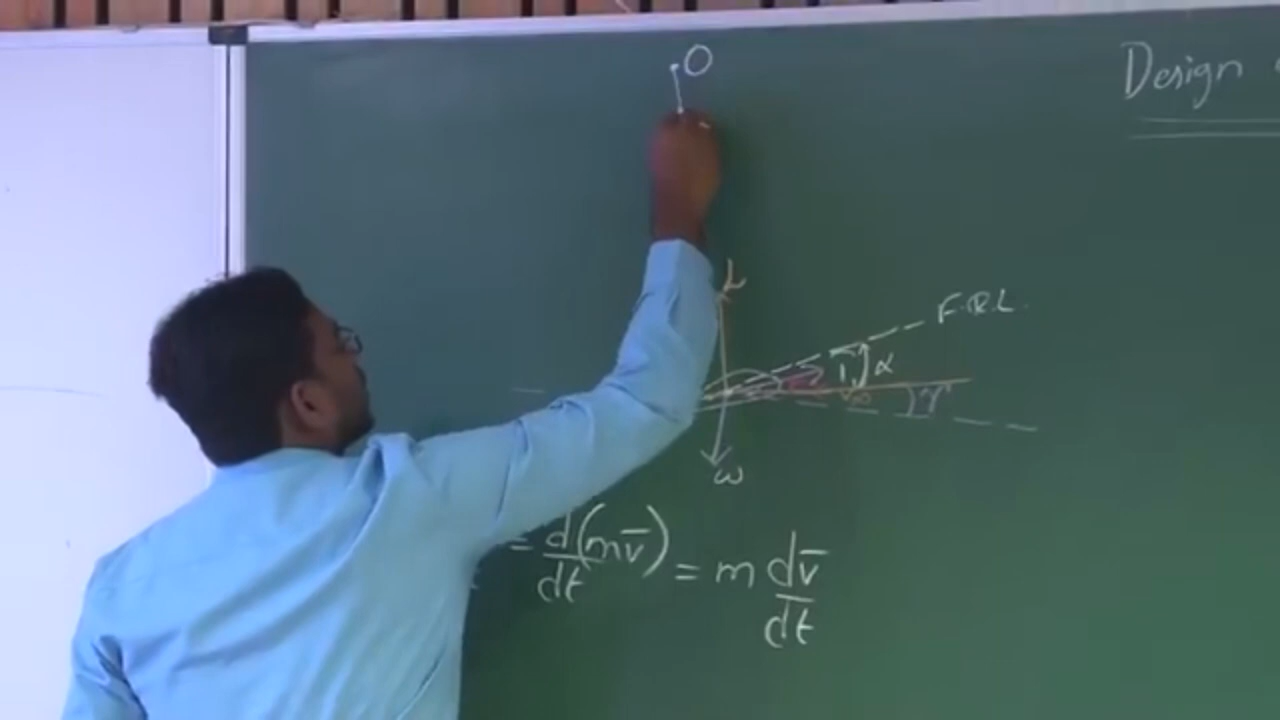 O
Design
L
F.R.L.
T α
V∞ γ
W
= d(mv̅)/dt = m dv̅/dt